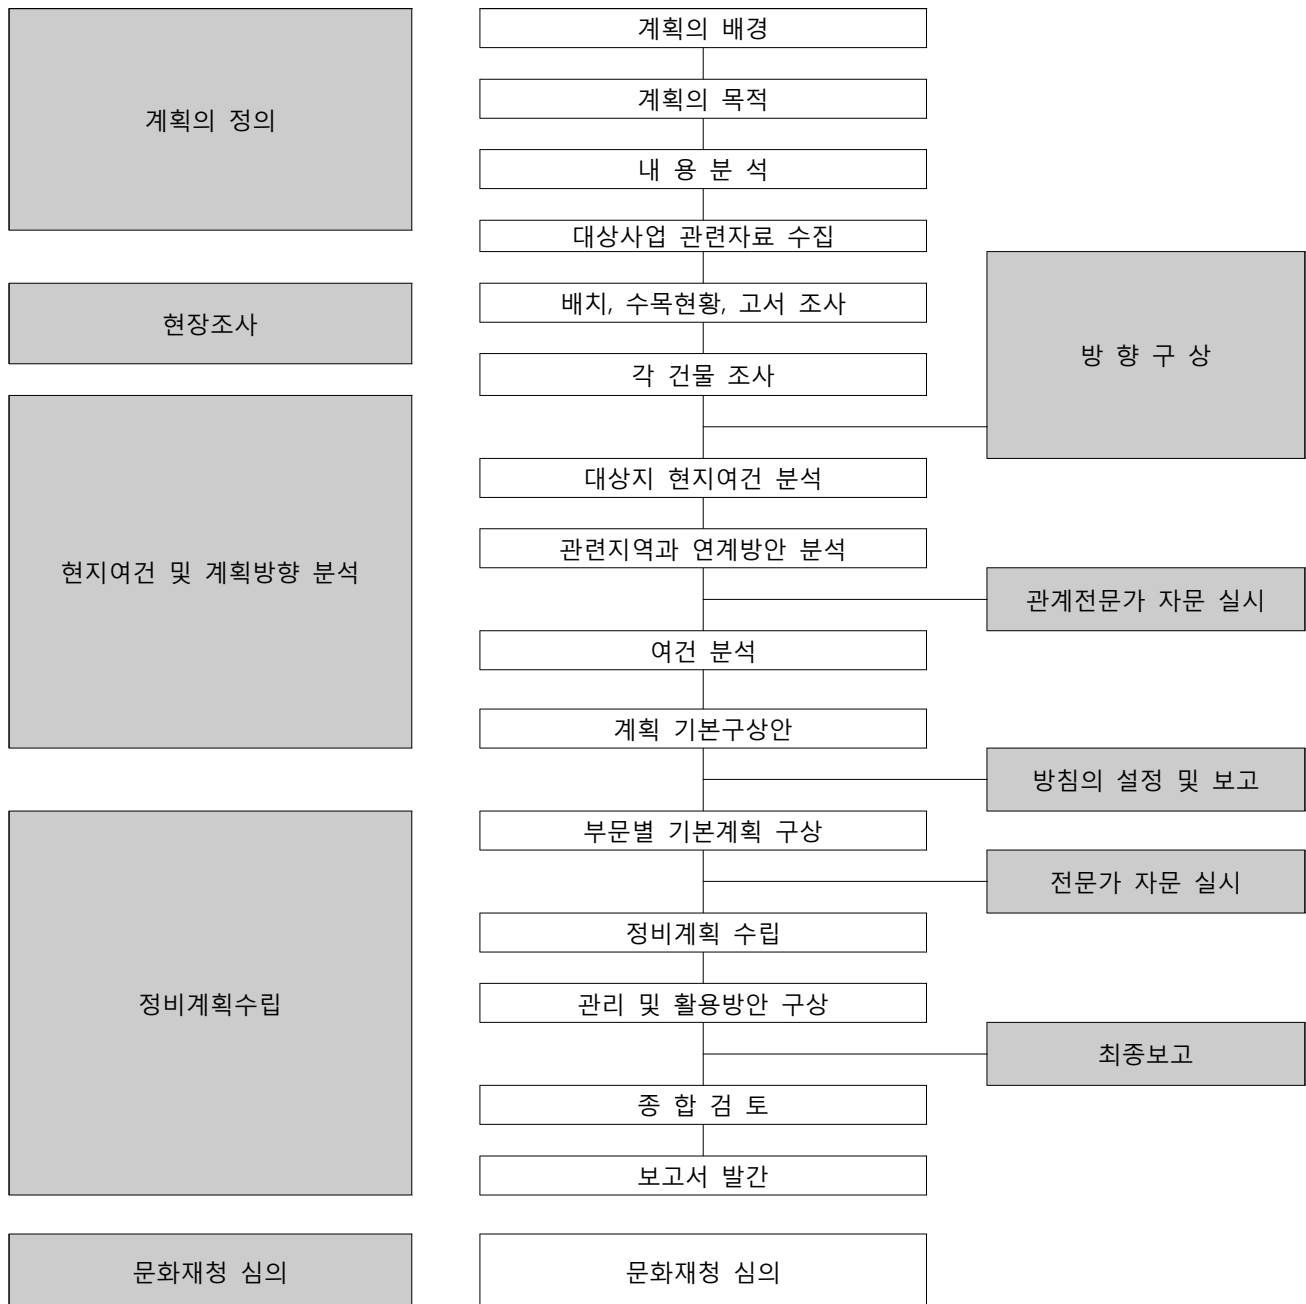 계획의 정의
계획의 배경
계획의 목적
내 용 분 석
대상사업 관련자료 수집
현장조사
배치, 수목현황, 고서 조사
각 건물 조사
방 향 구 상
현지여건 및 계획방향 분석
대상지 현지여건 분석
관련지역과 연계방안 분석
관계전문가 자문 실시
여건 분석
계획 기본구상안
방침의 설정 및 보고
정비계획수립
부문별 기본계획 구상
전문가 자문 실시
정비계획 수립
관리 및 활용방안 구상
최종보고
종 합 검 토
보고서 발간
문화재청 심의
문화재청 심의